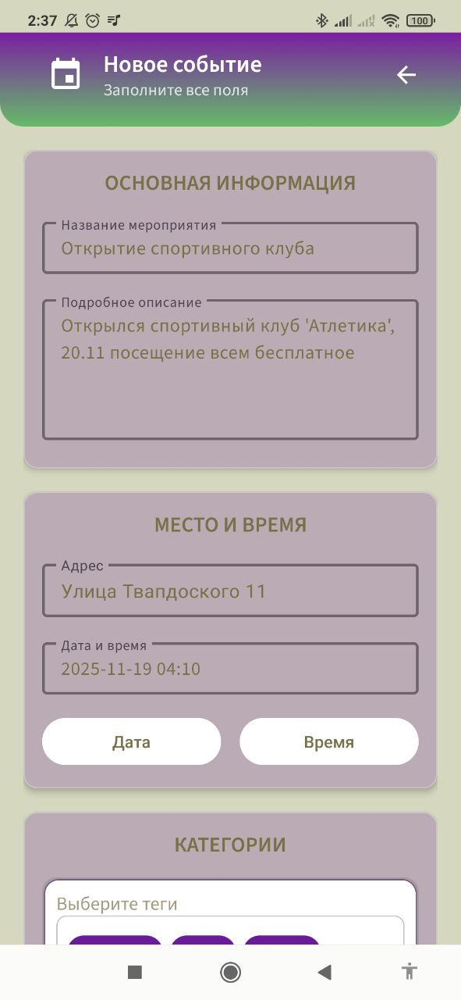 2:37
100
Новое событие
Заполните все поля
ОСНОВНАЯ ИНФОРМАЦИЯ
Название мероприятия
Открытие спортивного клуба
Подробное описание
Открылся спортивный клуб 'Атлетика',
20.11 посещение всем бесплатное
МЕСТО И ВРЕМЯ
Адрес
Улица Твапдоского 11
Дата и время
2025-11-19 04:10
Дата Время
КАТЕГОРИИ
Выберите теги